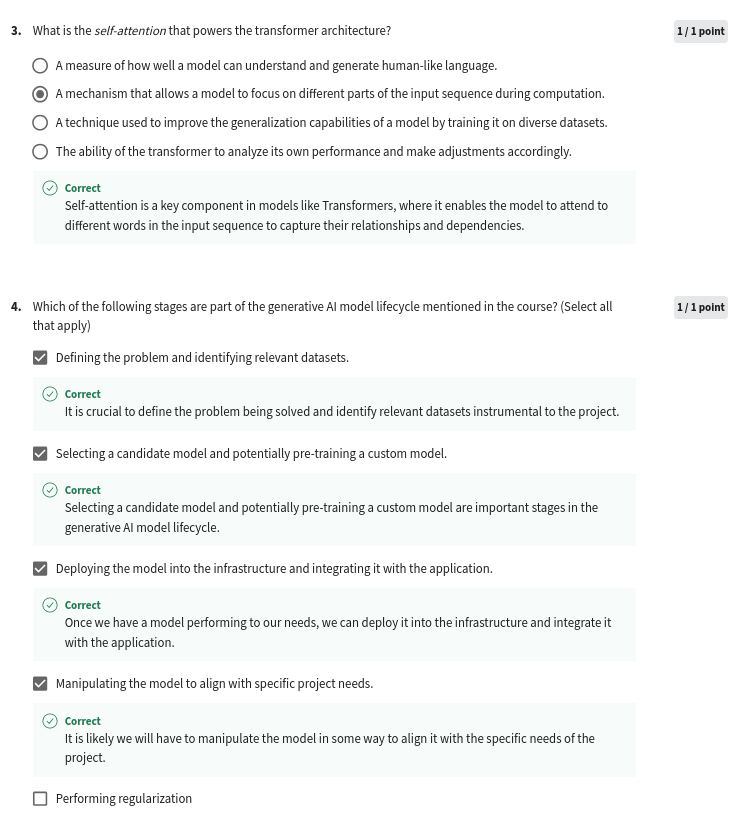 3. What is the self-attention that powers the transformer architecture?
1 / 1 point
A measure of how well a model can understand and generate human-like language.
A mechanism that allows a model to focus on different parts of the input sequence during computation.
A technique used to improve the generalization capabilities of a model by training it on diverse datasets.
The ability of the transformer to analyze its own performance and make adjustments accordingly.
Correct
Self-attention is a key component in models like Transformers, where it enables the model to attend to
different words in the input sequence to capture their relationships and dependencies.
4. Which of the following stages are part of the generative AI model lifecycle mentioned in the course? (Select all
that apply)
1 / 1 point
Defining the problem and identifying relevant datasets.
Correct
It is crucial to define the problem being solved and identify relevant datasets instrumental to the project.
Selecting a candidate model and potentially pre-training a custom model.
Correct
Selecting a candidate model and potentially pre-training a custom model are important stages in the
generative AI model lifecycle.
Deploying the model into the infrastructure and integrating it with the application.
Correct
Once we have a model performing to our needs, we can deploy it into the infrastructure and integrate it
with the application.
Manipulating the model to align with specific project needs.
Correct
It is likely we will have to manipulate the model in some way to align it with the specific needs of the
project.
Performing regularization